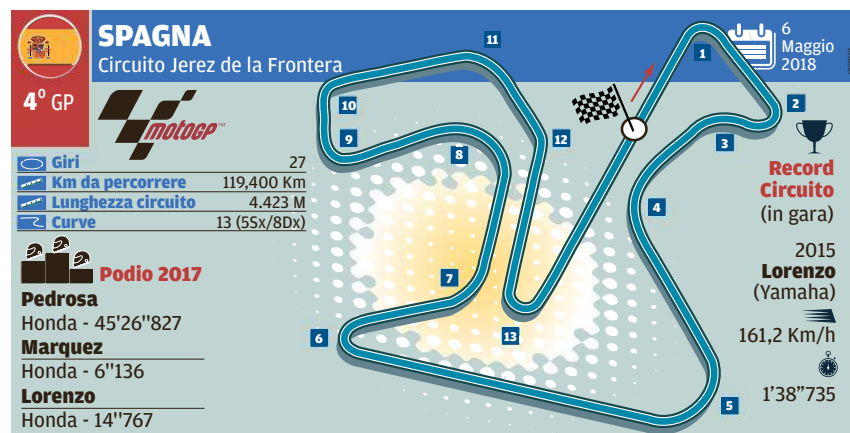 SPAGNA
Circuito Jerez de la Frontera
6
Maggio
2018
4° GP
motoGP™
Giri 27
Km da percorrere 119,400 Km
Lunghezza circuito 4.423 M
Curve 13 (5Sx/8Dx)
Podio 2017
Pedrosa
Honda - 45'26''827
Marquez
Honda - 6''136
Lorenzo
Honda - 14''767
1
2
3
4
5
6
7
8
9
10
11
12
13
Record
Circuito
(in gara)
2015
Lorenzo
(Yamaha)
161,2 Km/h
1’38”735